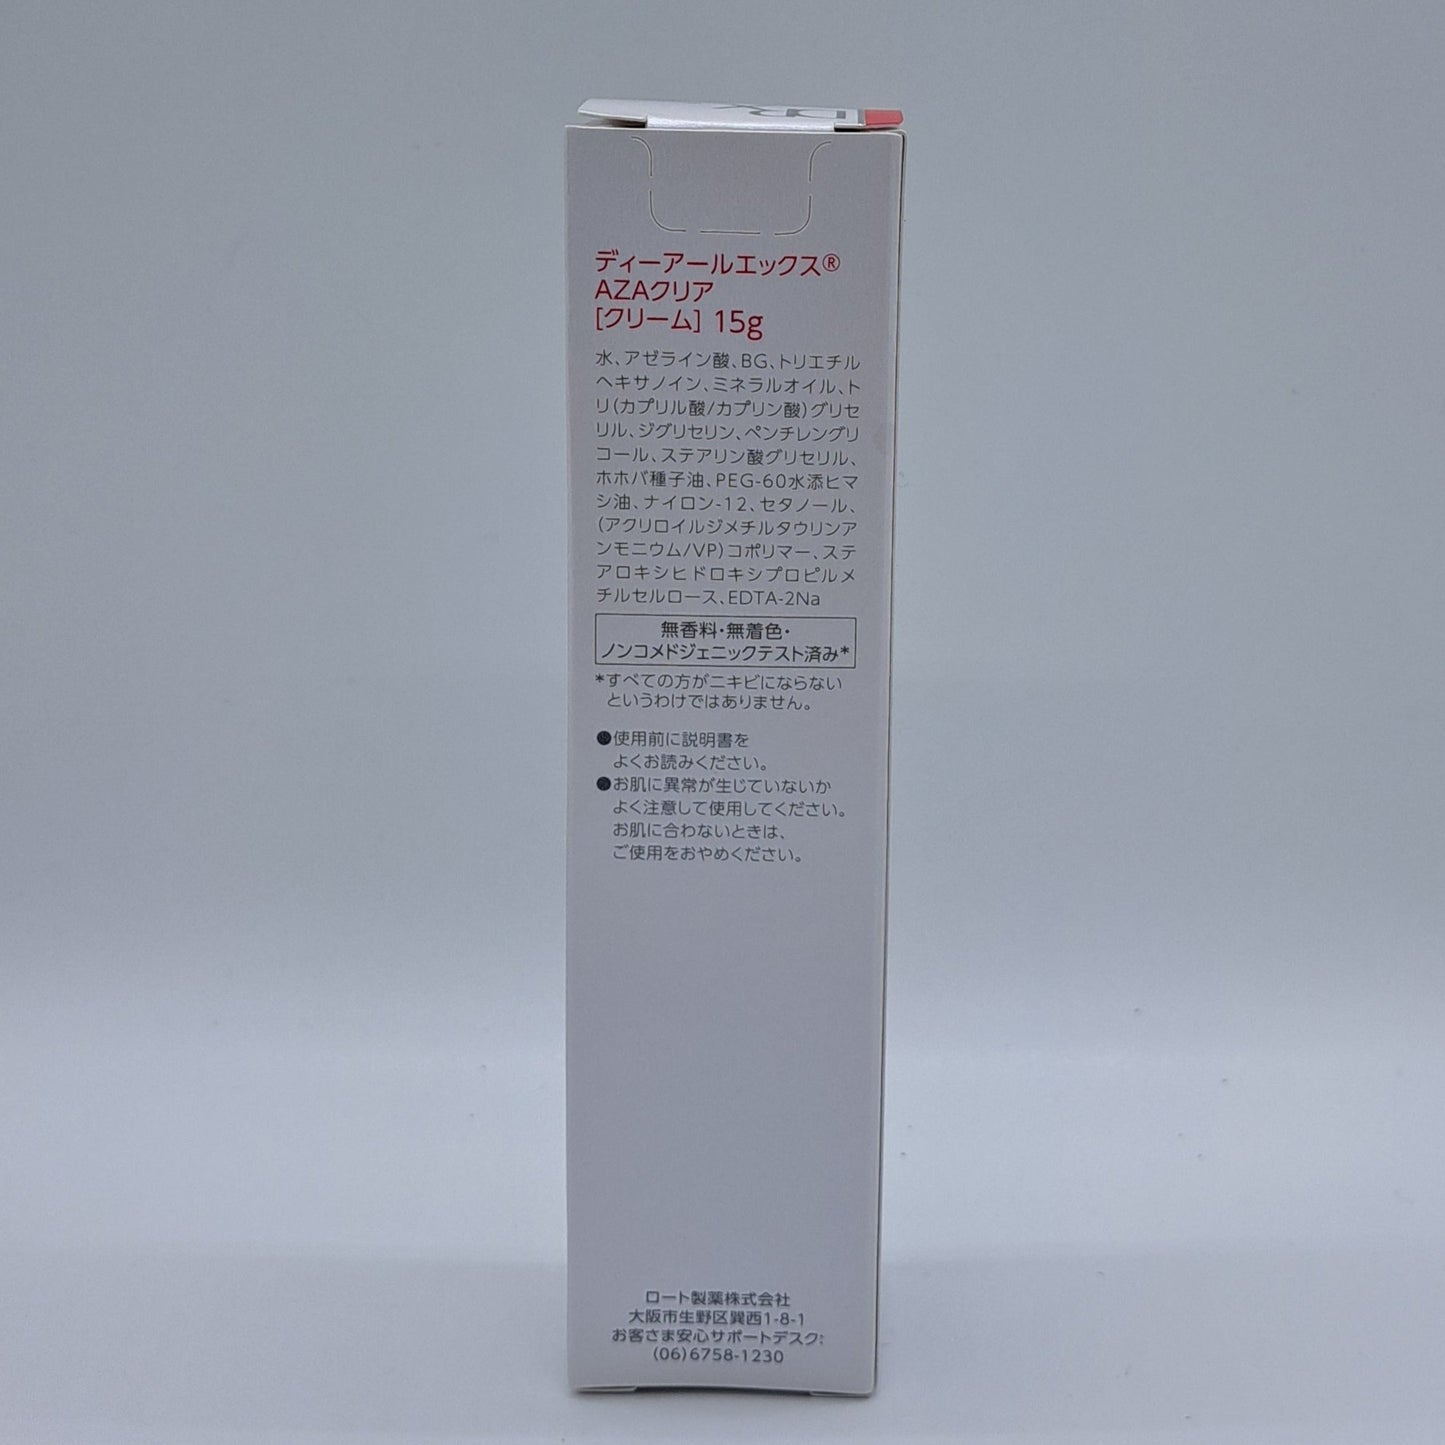 ディーアールエックス®
AZAクリア
[クリーム] 15g
水、アゼライン酸、BG、トリエチル
ヘキサノイン、ミネラルオイル、ト
リ(カプリル酸/カプリン酸)グリセ
リル、ジグリセリン、ペンチレングリ
コール、ステアリン酸グリセリル、
ホホバ種子油、PEG-60水添ヒマ
シ油、ナイロン-12、セタノール、
(アクリロイルジメチルタウリンア
ンモニウム/VP)コポリマー、ステ
アロキシヒドロキシプロピルメ
チルセルロース、EDTA-2Na
無香料・無着色・
ノンコメドジェニックテスト済み*
*すべての方がニキビにならない
というわけではありません。
●使用前に説明書を
よくお読みください。
●お肌に異常が生じていないか
よく注意して使用してください。
お肌に合わないときは、
ご使用をおやめください。
ロート製薬株式会社
大阪市生野区巽西1-8-1
お客さま安心サポートデスク:
(06)6758-1230